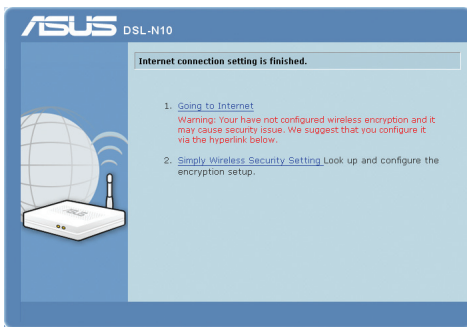 ASUS DSL-N10
Internet connection setting is finished.
1. Going to Internet
Warning: Your have not configured wireless encryption and it
may cause security issue. We suggest that you configure it
via the hyperlink below.
2. Simply Wireless Security Setting Look up and configure the
encryption setup.
ASUS